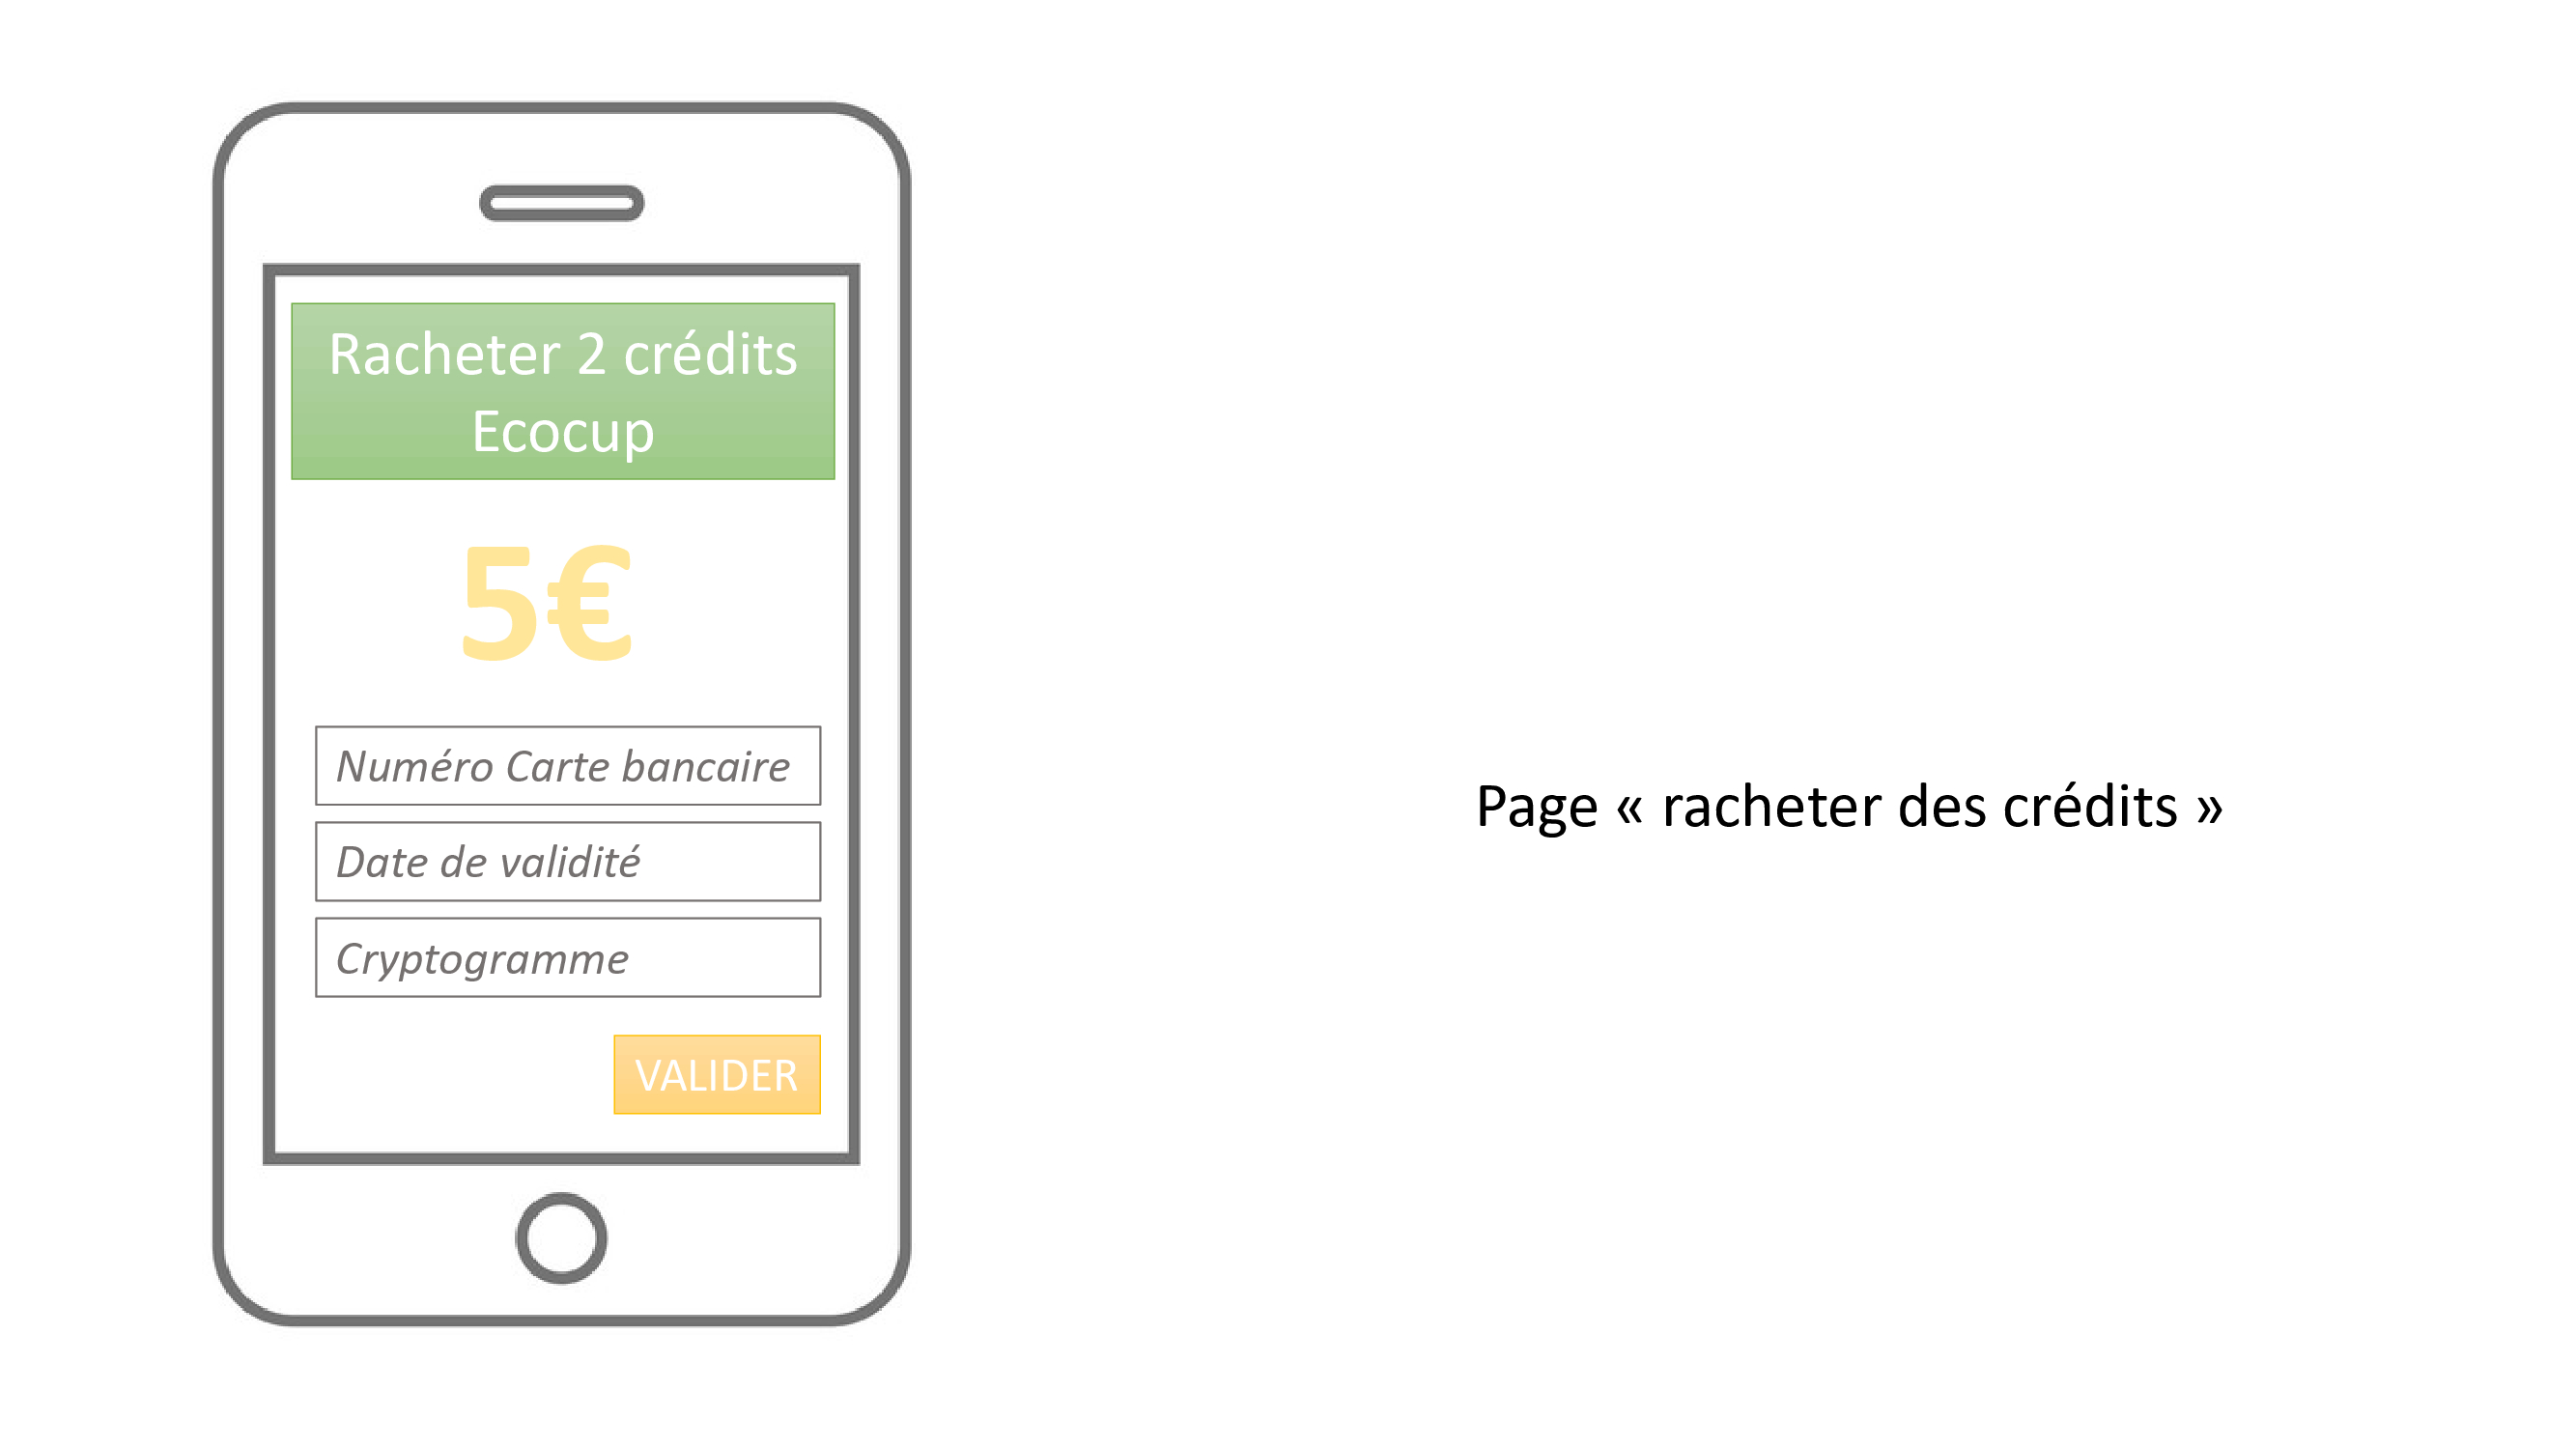 Racheter 2 crédits
Ecocup
5€
Numéro Carte bancaire
Date de validité
Cryptogramme
VALIDER
Page « racheter des crédits »